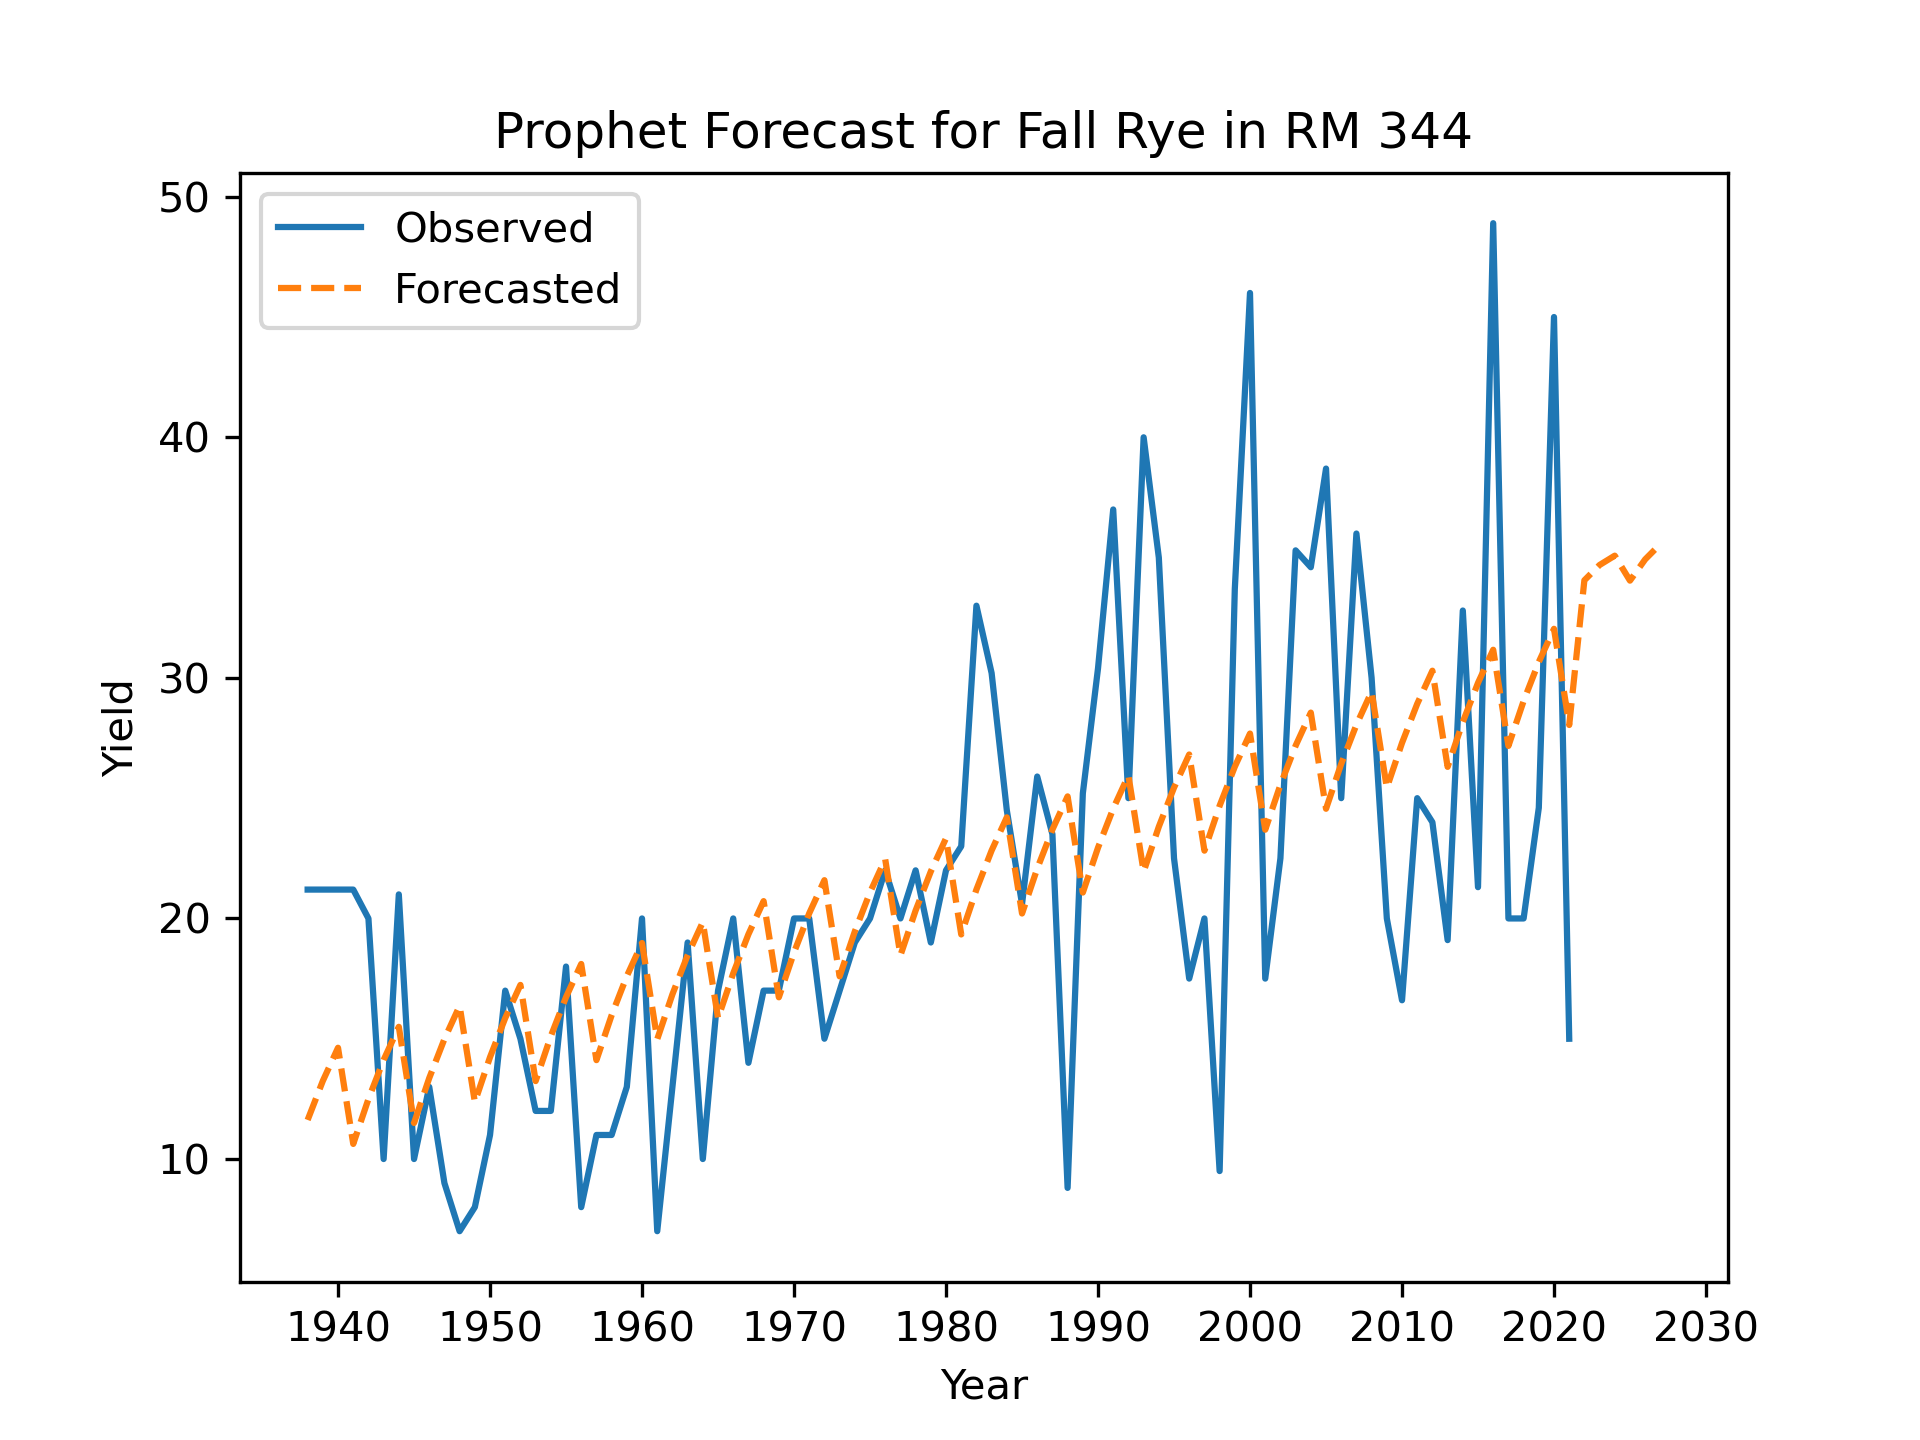 Prophet Forecast for Fall Rye in RM 344
Observed
Forecasted
50
40
30
20
10
Yield
1940 1950 1960 1970 1980 1990 2000 2010 2020 2030
Year